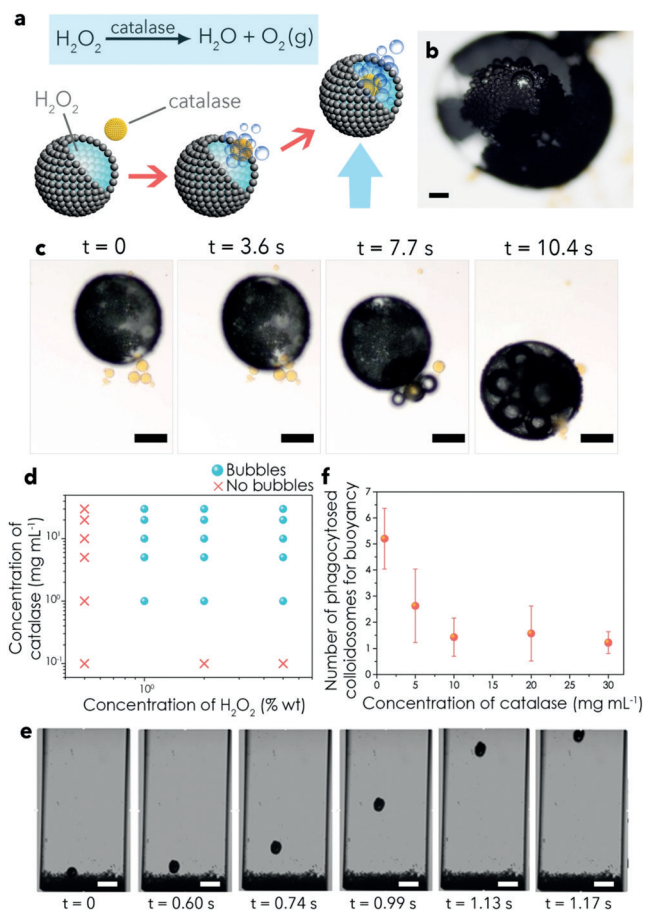 a
H₂O₂ catalase H₂O + O₂(g)
H₂O₂
catalase
b
c
t = 0 t = 3.6 s t = 7.7 s t = 10.4 s
d
Bubbles
No bubbles
Concentration of
catalase (mg mL⁻¹)
10¹
10⁰
10⁻¹
10⁰
Concentration of H₂O₂ (% wt)
f
Number of phagocytosed
colloidosomes for buoyancy
7
6
5
4
3
2
1
0
0 5 10 15 20 25 30
Concentration of catalase (mg mL⁻¹)
e
t = 0 t = 0.60 s t = 0.74 s t = 0.99 s t = 1.13 s t = 1.17 s